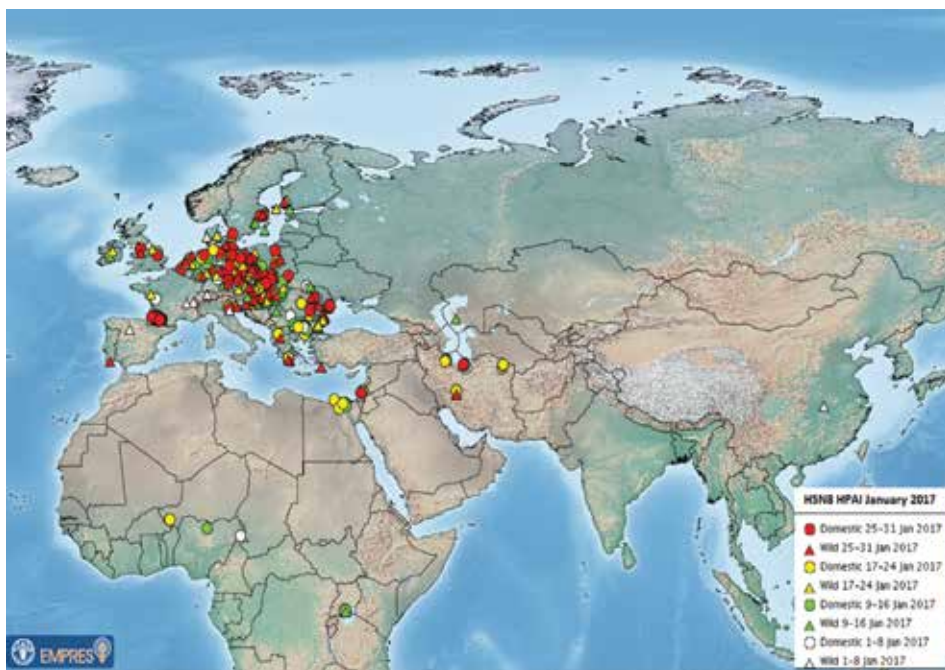 H5N8 HPAI January 2017
Domestic 25–31 Jan 2017
Wild 25–31 Jan 2017
Domestic 17–24 Jan 2017
Wild 17–24 Jan 2017
Domestic 9–16 Jan 2017
Wild 9–16 Jan 2017
Domestic 1–8 Jan 2017
Wild 1–8 Jan 2017
EMPRES